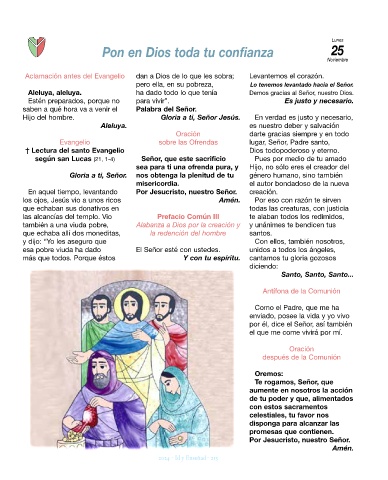 Lunes
25
Noviembre
Pon en Dios toda tu confianza
Aclamación antes del Evangelio
Aleluya, aleluya.
Estén preparados, porque no
saben a qué hora va a venir el
Hijo del hombre.
Aleluya.
Evangelio
† Lectura del santo Evangelio
según san Lucas (21, 1-4)
Gloria a ti, Señor.
En aquel tiempo, levantando
los ojos, Jesús vio a unos ricos
que echaban sus donativos en
las alcancías del templo. Vio
también a una viuda pobre,
que echaba allí dos moneditas,
y dijo: "Yo les aseguro que
esa pobre viuda ha dado
más que todos. Porque éstos
dan a Dios de lo que les sobra;
pero ella, en su pobreza,
ha dado todo lo que tenía
para vivir".
Palabra del Señor.
Gloria a ti, Señor Jesús.
Oración
sobre las Ofrendas
Señor, que este sacrificio
sea para ti una ofrenda pura, y
nos obtenga la plenitud de tu
misericordia.
Por Jesucristo, nuestro Señor.
Amén.
Prefacio Común III
Alabanza a Dios por la creación y
la redención del hombre
El Señor esté con ustedes.
Y con tu espíritu.
Levantemos el corazón.
Lo tenemos levantado hacia el Señor.
Demos gracias al Señor, nuestro Dios.
Es justo y necesario.
En verdad es justo y necesario,
es nuestro deber y salvación
darte gracias siempre y en todo
lugar, Señor, Padre santo,
Dios todopoderoso y eterno.
Pues por medio de tu amado
Hijo, no sólo eres el creador del
género humano, sino también
el autor bondadoso de la nueva
creación.
Por eso con razón te sirven
todas las creaturas, con justicia
te alaban todos los redimidos,
y unánimes te bendicen tus
santos.
Con ellos, también nosotros,
unidos a todos los ángeles,
cantamos tu gloria gozosos
diciendo:
Santo, Santo, Santo...
Antífona de la Comunión
Como el Padre, que me ha
enviado, posee la vida y yo vivo
por él, dice el Señor, así también
el que me come vivirá por mí.
Oración
después de la Comunión
Oremos:
Te rogamos, Señor, que
aumente en nosotros la acción
de tu poder y que, alimentados
con estos sacramentos
celestiales, tu favor nos
disponga para alcanzar las
promesas que contienen.
Por Jesucristo, nuestro Señor.
Amén.